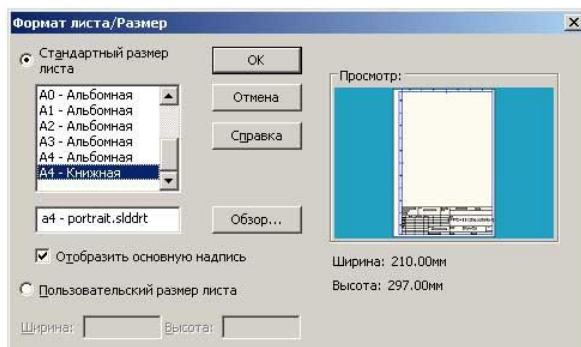 Формат листа/Размер
Стандартный размер листа
OK
A0 - Альбомная
A1 - Альбомная
A2 - Альбомная
A3 - Альбомная
A4 - Альбомная
A4 - Книжная
Отмена
Справка
a4 - portrait.slddrt
Обзор...
Отобразить основную надпись
Пользовательский размер листа
Ширина:
Высота:
Просмотр:
Ширина: 210.00мм
Высота: 297.00мм